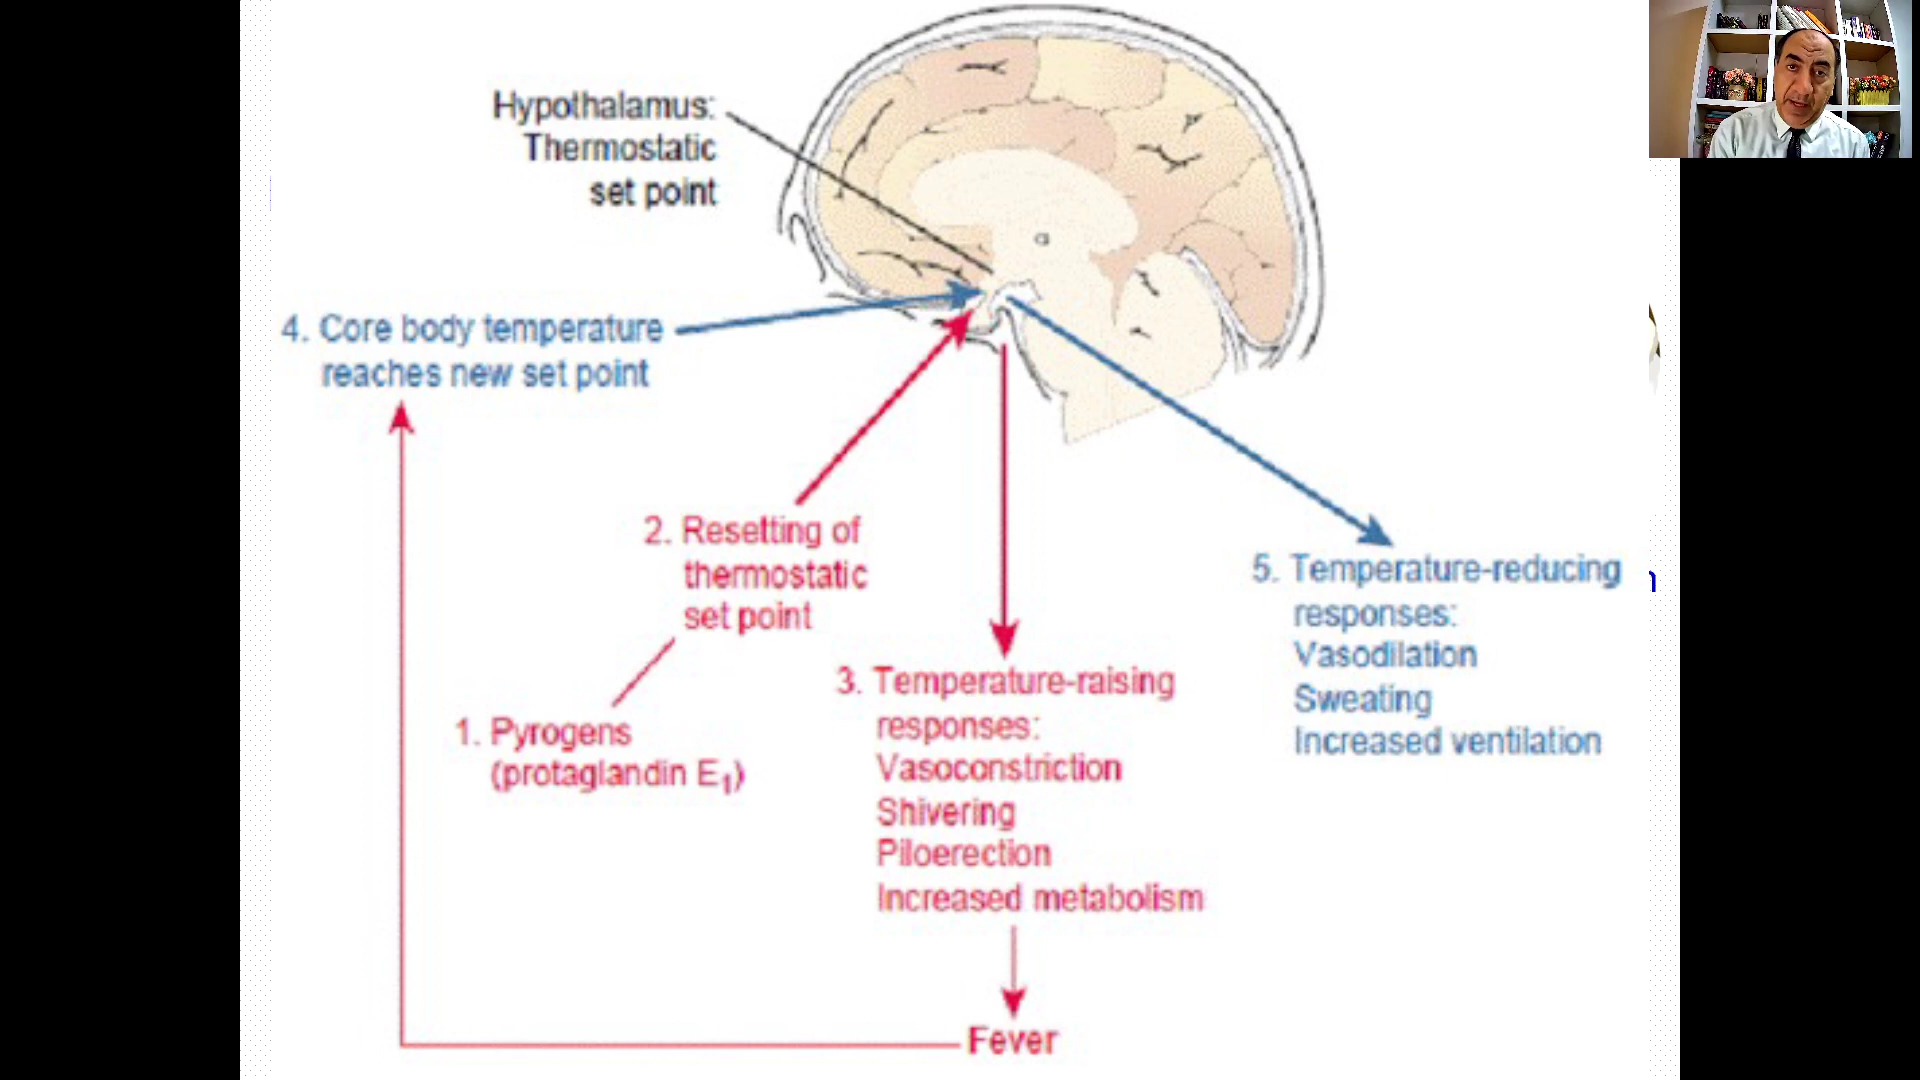 Hypothalamus:
Thermostatic
set point
4. Core body temperature
reaches new set point
2. Resetting of
thermostatic
set point
1. Pyrogens
(protaglandin E₁)
3. Temperature-raising
responses:
Vasoconstriction
Shivering
Piloerection
Increased metabolism
Fever
5. Temperature-reducing
responses:
Vasodilation
Sweating
Increased ventilation